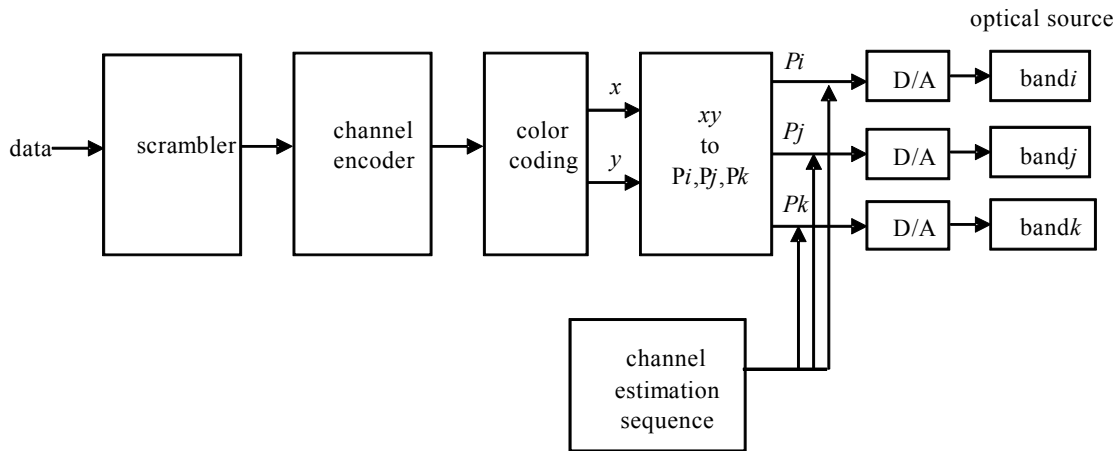 optical source
data
scrambler
channel
encoder
color
coding
x
y
xy
to
Pi,Pj,Pk
Pi
Pj
Pk
D/A
D/A
D/A
bandi
bandj
bandk
channel
estimation
sequence